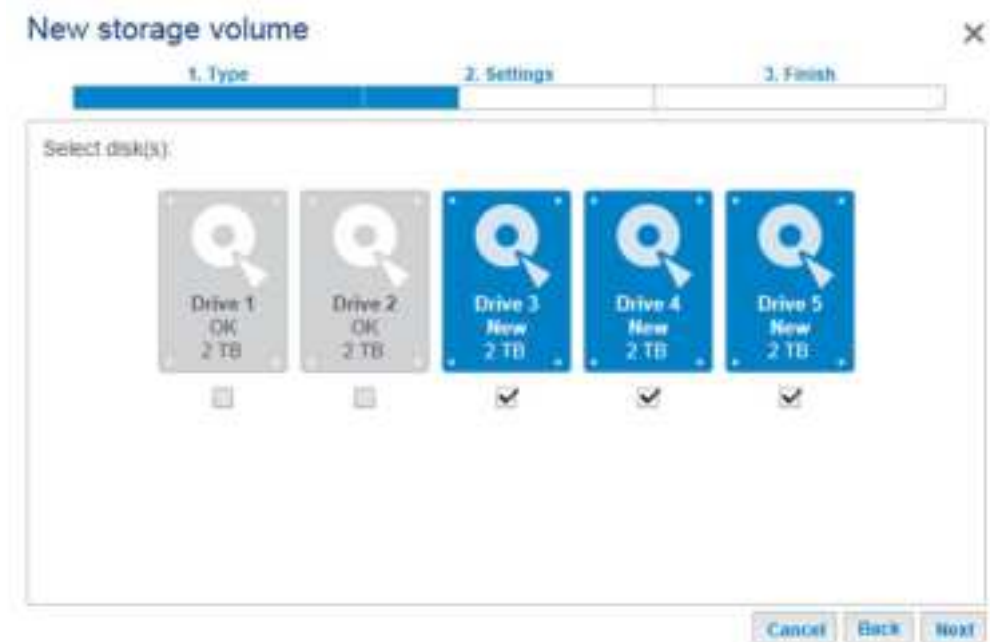 New storage volume
1. Type
2. Settings
3. Finish
Select disk(s):
Drive 1
OK
2 TB
Drive 2
OK
2 TB
Drive 3
New
2 TB
Drive 4
New
2 TB
Drive 5
New
2 TB
Cancel
Back
Next